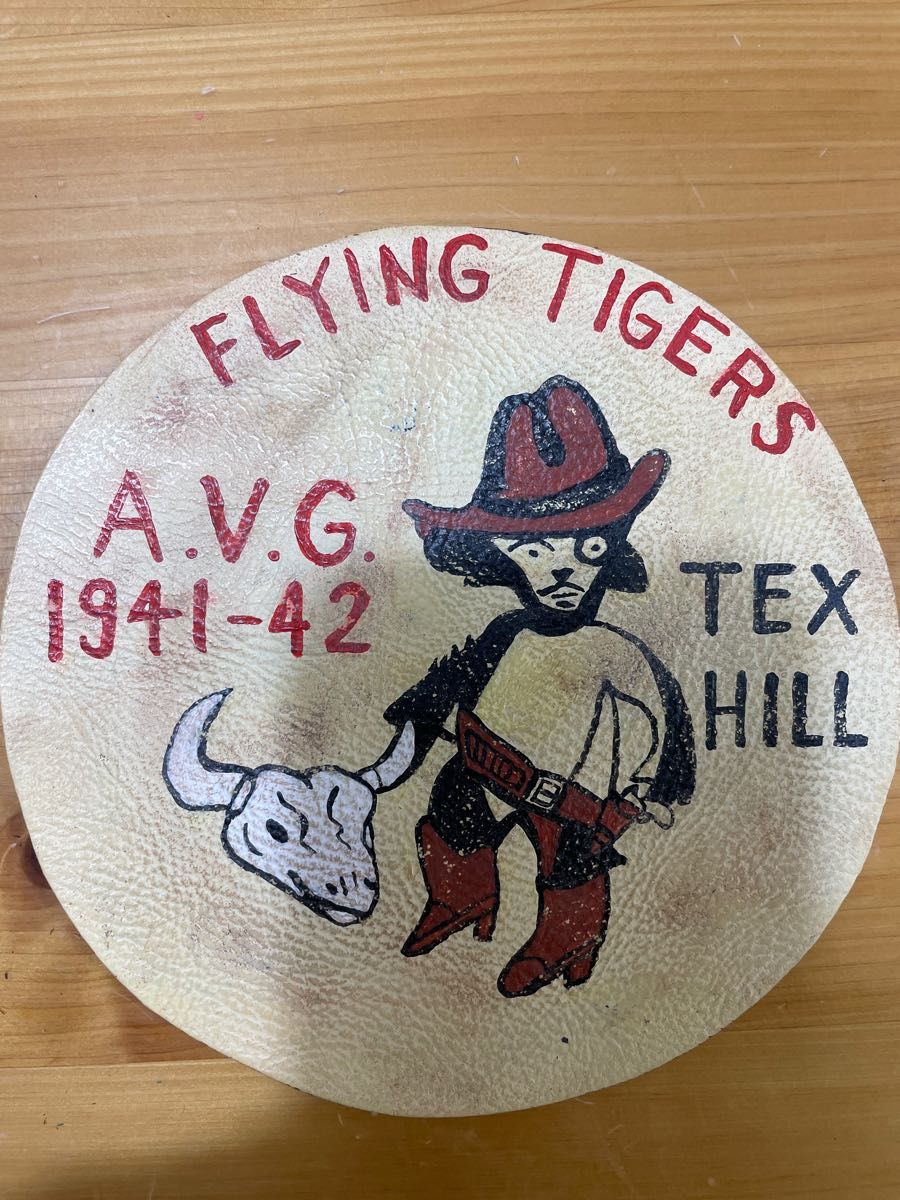 FLYING TIGERS
A.V.G.
1941-42
TEX
HILL